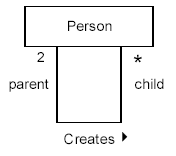 Person
2 *
parent child
Creates ▶